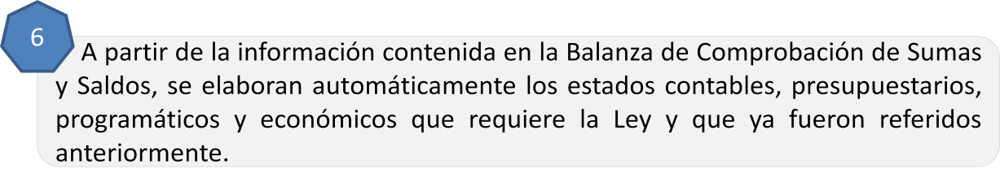 6
A partir de la información contenida en la Balanza de Comprobación de Sumas
y Saldos, se elaboran automáticamente los estados contables, presupuestarios,
programáticos y económicos que requiere la Ley y que ya fueron referidos
anteriormente.